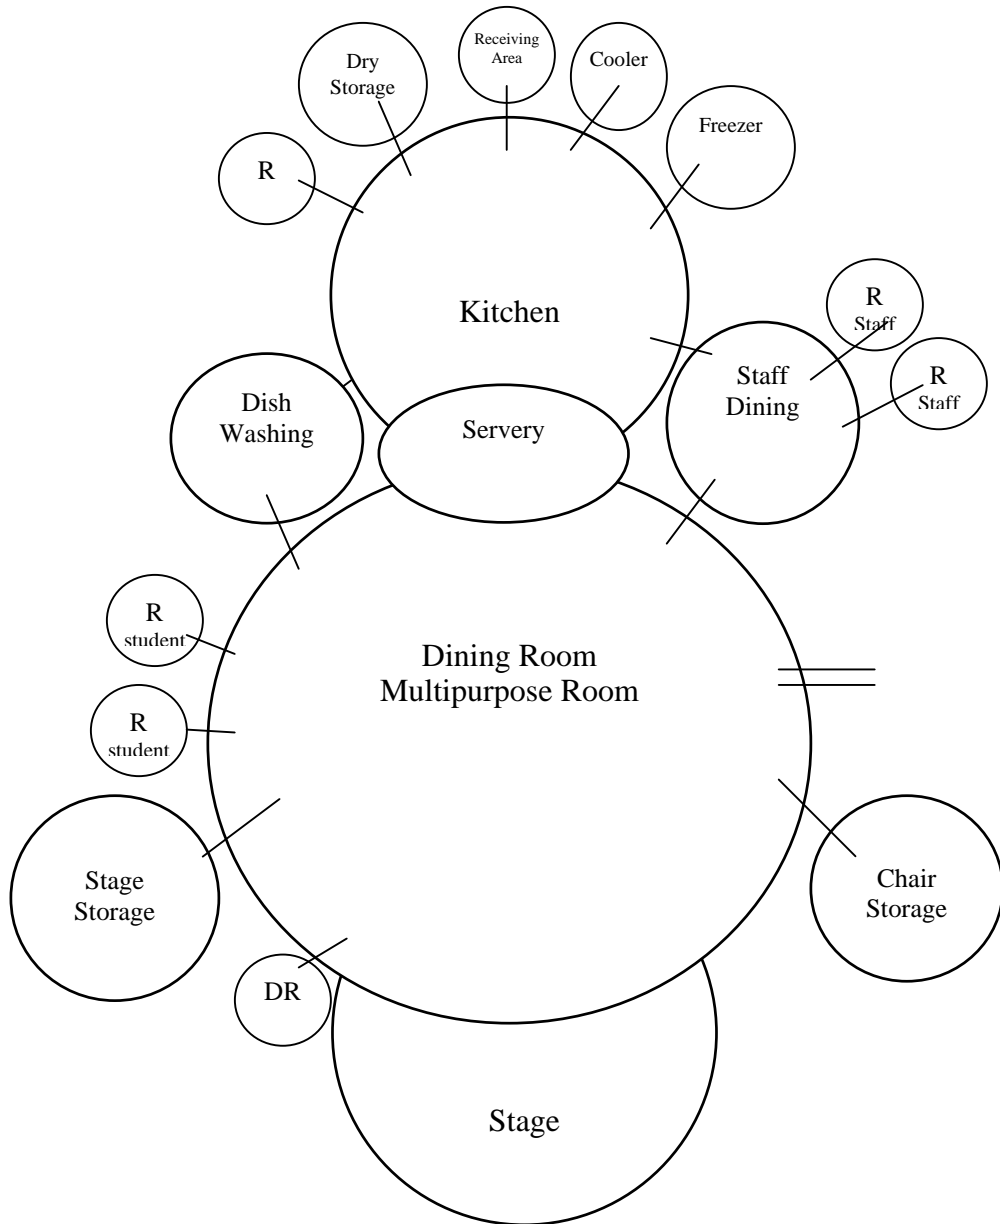 Receiving
Area
Cooler
Dry
Storage
Freezer
R
Kitchen
R
Staff
R
Staff
Staff
Dining
Dish
Washing
Servery
R
student
Dining Room
Multipurpose Room
R
student
Stage
Storage
Chair
Storage
DR
Stage